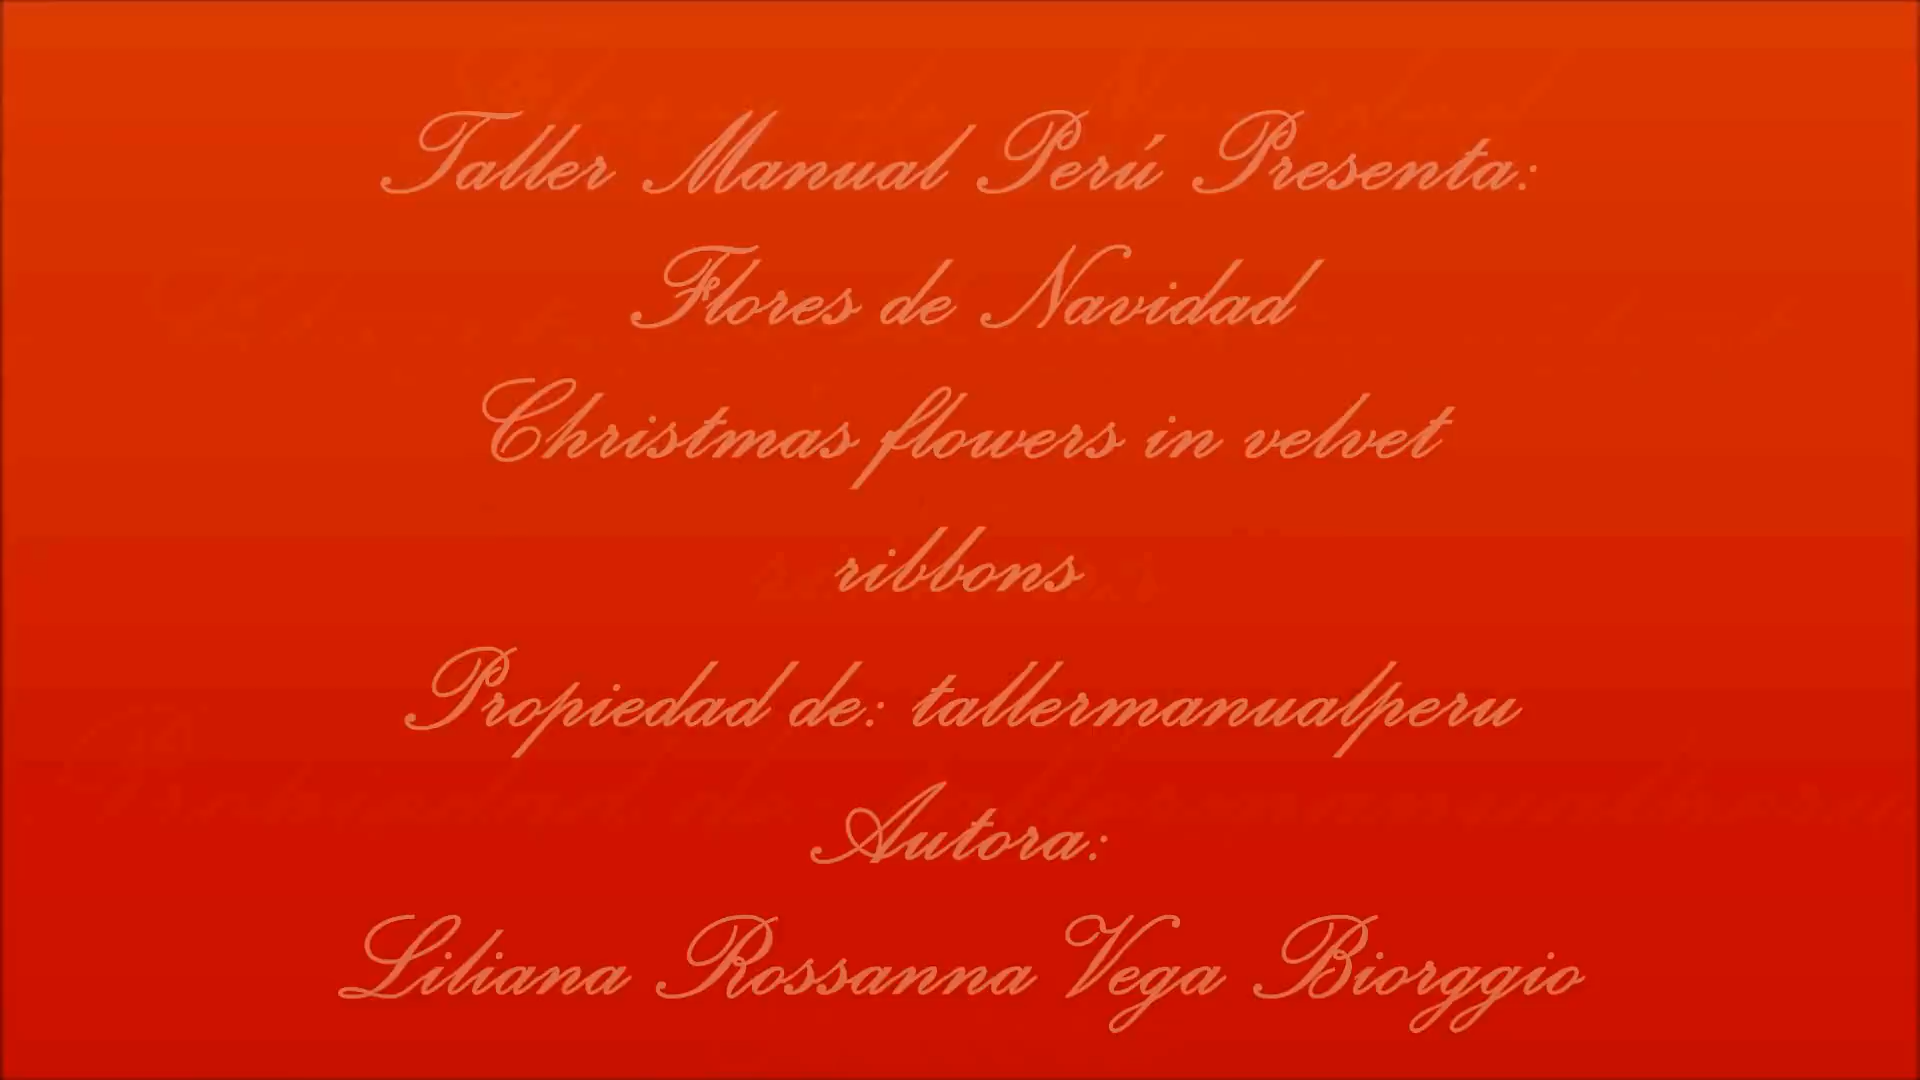 Taller Manual Perú Presenta:
Flores de Navidad
Christmas flowers in velvet
ribbons
Propiedad de: tallermanualperu
Autora:
Liliana Rossanna Vega Biorggio